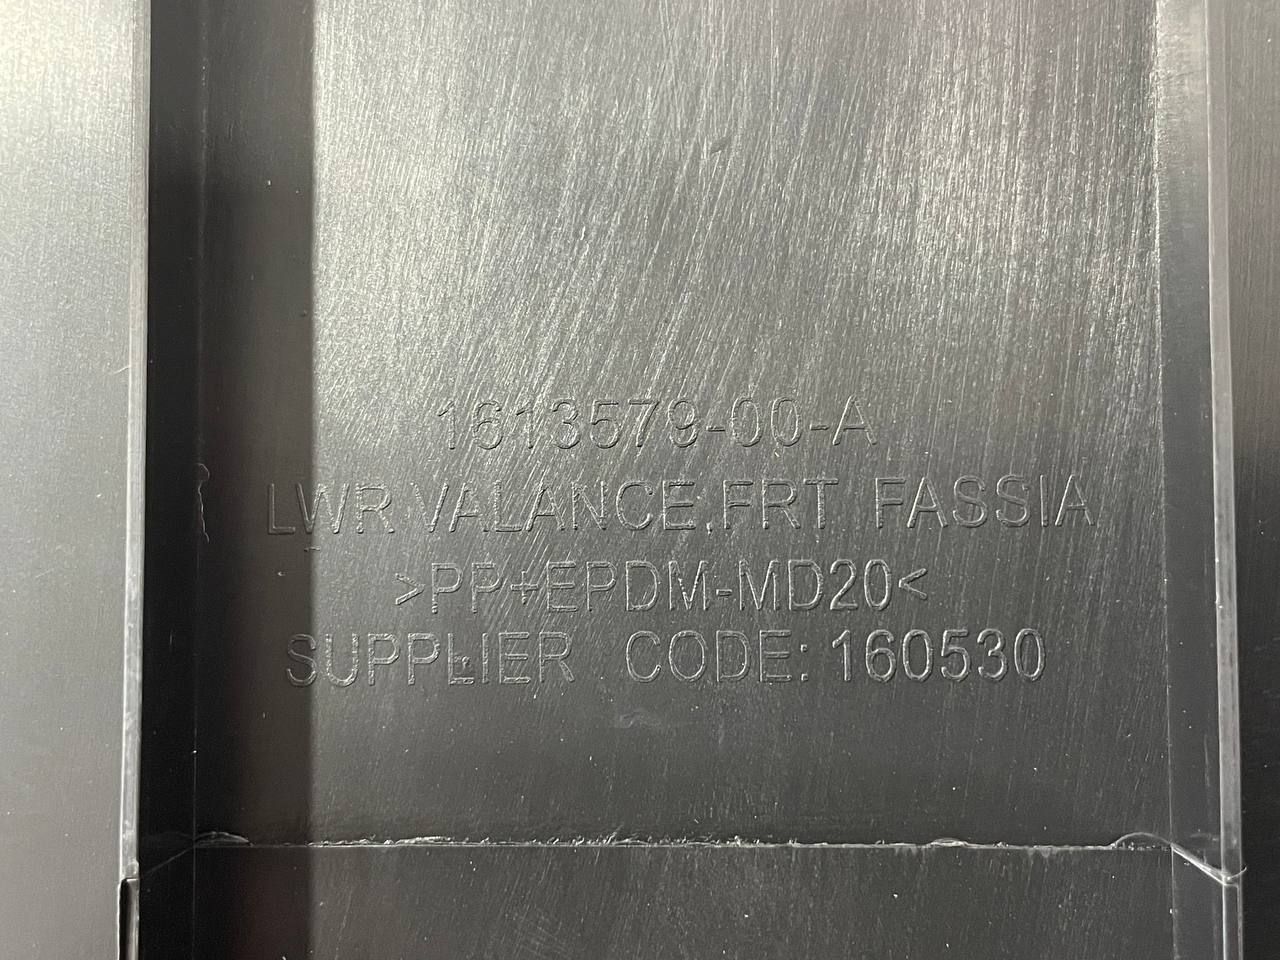 1613579-00-A
LWR VALANCE,FRT FASSIA
>PP+EPDM-MD20<
SUPPLIER CODE: 160530